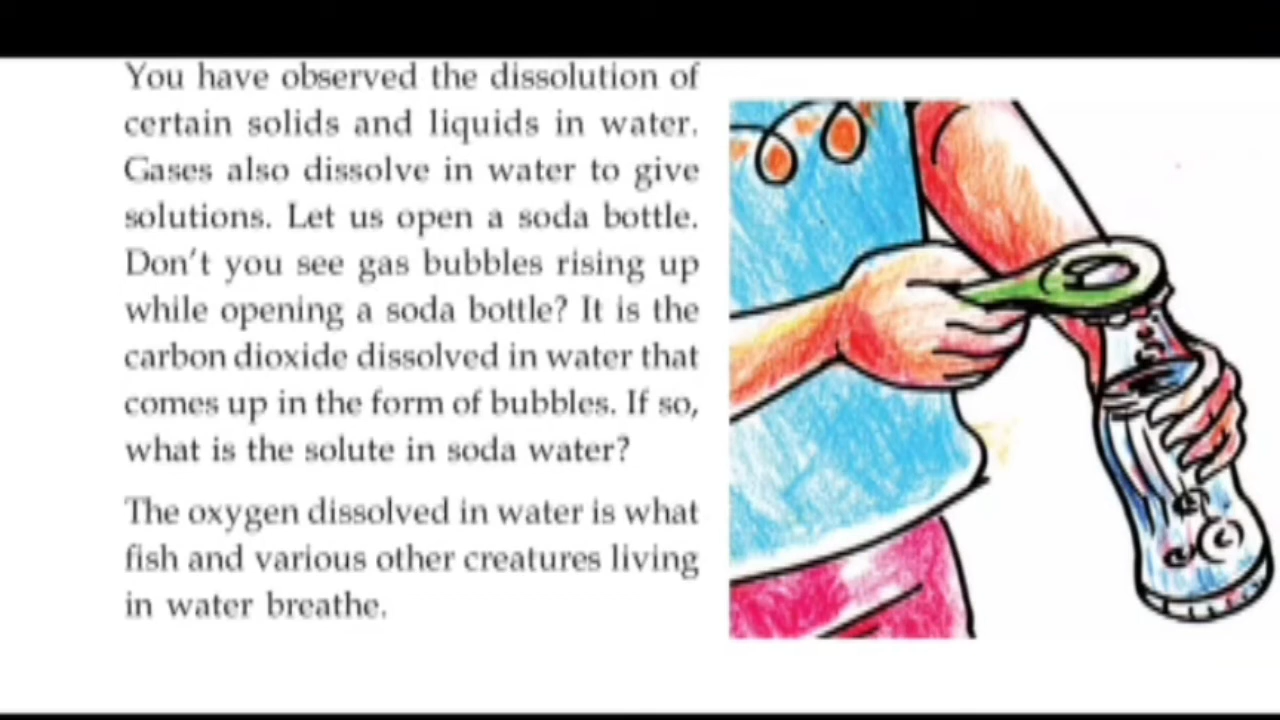 You have observed the dissolution of
certain solids and liquids in water.
Gases also dissolve in water to give
solutions. Let us open a soda bottle.
Don't you see gas bubbles rising up
while opening a soda bottle? It is the
carbon dioxide dissolved in water that
comes up in the form of bubbles. If so,
what is the solute in soda water?
The oxygen dissolved in water is what
fish and various other creatures living
in water breathe.